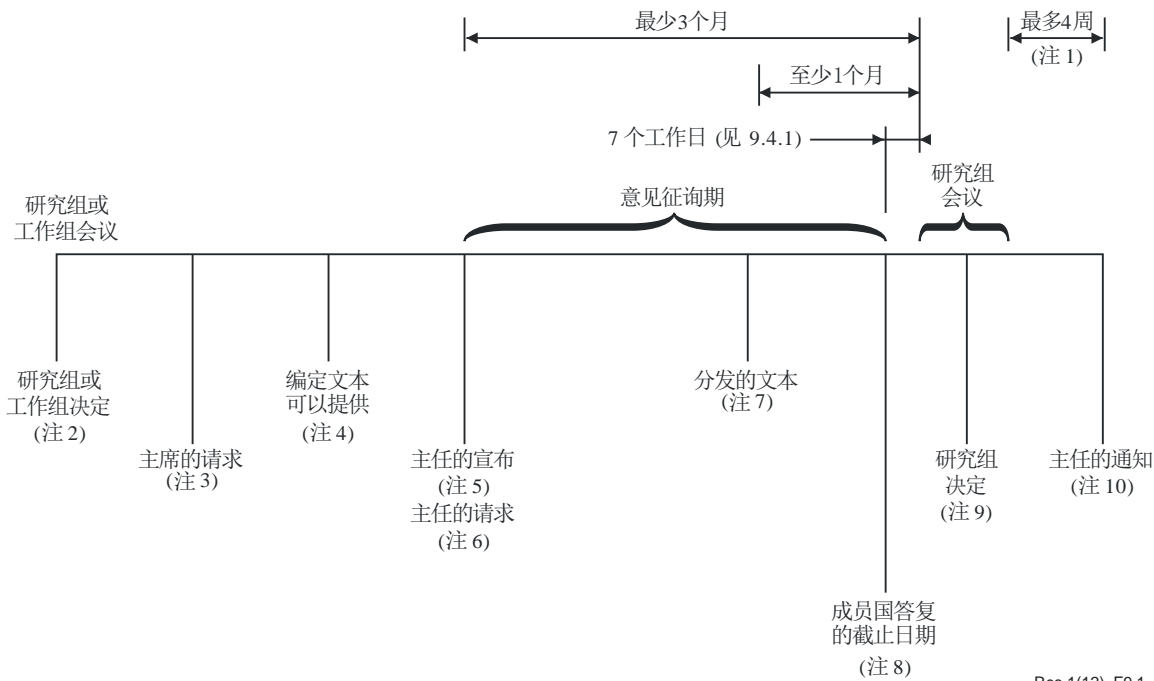 最少3个月
最多4周
(注 1)
至少1个月
7 个工作日 (见 9.4.1)
研究组
会议
意见征询期
研究组或
工作组会议
研究组或
工作组决定
(注 2)
主席的请求
(注 3)
编定文本
可以提供
(注 4)
主任的宣布
(注 5)
主任的请求
(注 6)
分发的文本
(注 7)
成员国答复
的截止日期
(注 8)
研究组
决定
(注 9)
主任的通知
(注 10)